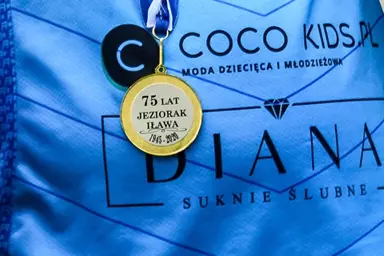 C COCO KIDS.PL
MODA DZIECIĘCA I MŁODZIEŻOWA
75 LAT
JEZIORAK
IŁAWA
1945-2020
DIANA
SUKNIE ŚLUBNE